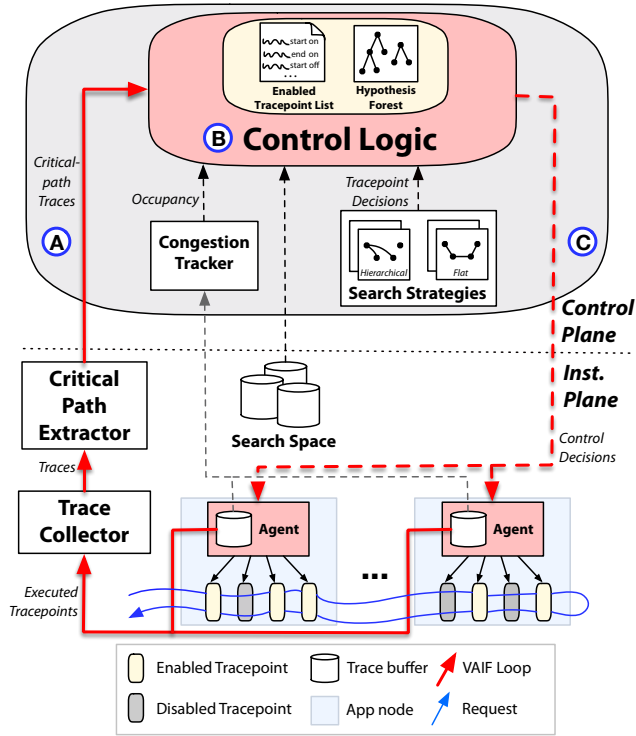 start on
end on
start off
...
Enabled
Tracepoint List
Hypothesis
Forest
B
Control Logic
Critical-
path
Traces
Occupancy
Tracepoint
Decisions
A
C
Congestion
Tracker
Hierarchical
Flat
Search Strategies
Control
Plane
Inst.
Plane
Critical
Path
Extractor
Search Space
Control
Decisions
Traces
Trace
Collector
Agent
Agent
...
Executed
Tracepoints
Enabled Tracepoint
Trace buffer
VAIF Loop
Disabled Tracepoint
App node
Request